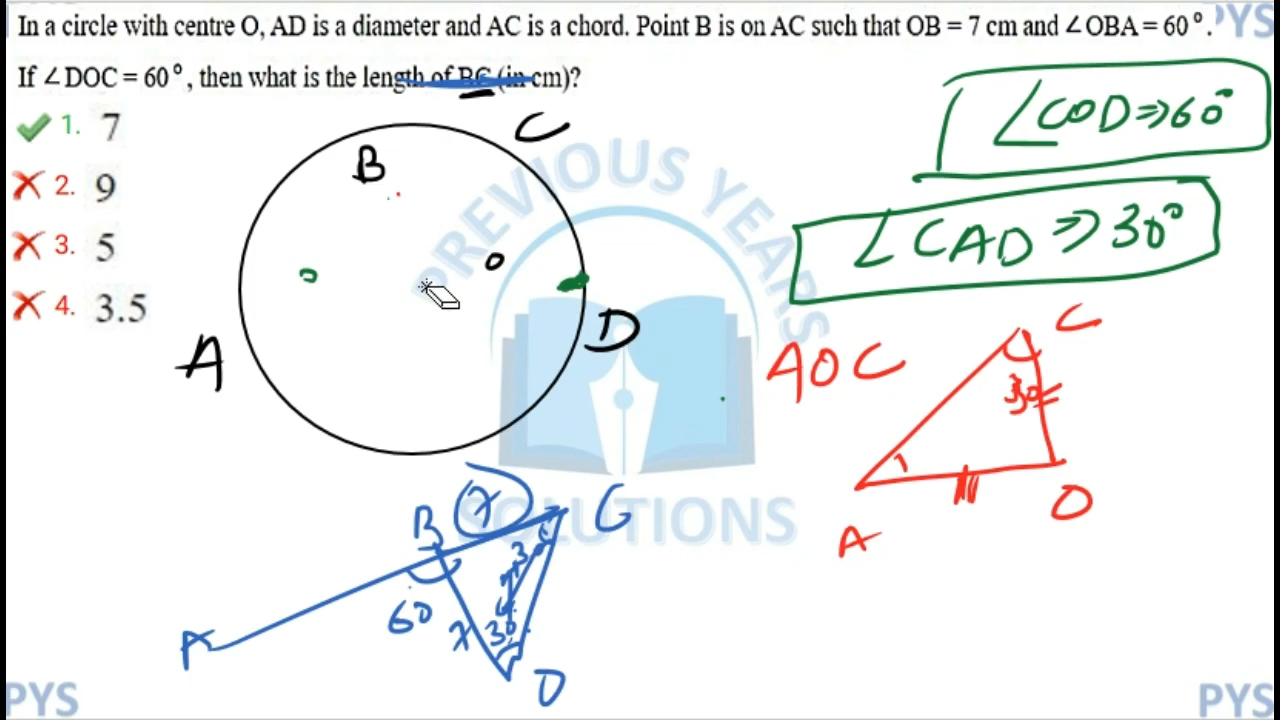 In a circle with centre O, AD is a diameter and AC is a chord. Point B is on AC such that OB = 7 cm and ∠OBA = 60°.
If ∠DOC = 60°, then what is the length of BC (in cm)?
1. 7
2. 9
3. 5
4. 3.5
PYS
PREVIOUS YEARS
SOLUTIONS
∠COD⇒60°
∠CAD⇒30°
B
C
O
A
D
AOC
C
30
A
O
B
7
C
60
7
30
A
O
PYS
PYS